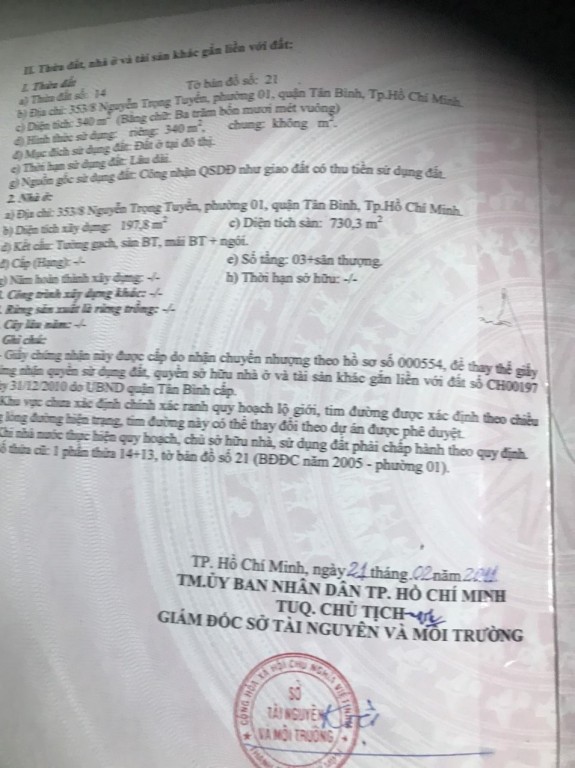 II. Thửa đất, nhà ở và tài sản khác gắn liền với đất:
1. Thửa đất
a) Thửa đất số: 14 Tờ bản đồ số: 21
b) Địa chỉ: 353/8 Nguyễn Trọng Tuyển, phường 01, quận Tân Bình, Tp.Hồ Chí Minh.
c) Diện tích: 340 m² (Bằng chữ: Ba trăm bốn mươi mét vuông)
d) Hình thức sử dụng: riêng: 340 m², chung: không m².
đ) Mục đích sử dụng đất: Đất ở tại đô thị.
e) Thời hạn sử dụng đất: Lâu dài.
g) Nguồn gốc sử dụng đất: Công nhận QSDĐ như giao đất có thu tiền sử dụng đất.
2. Nhà ở:
a) Địa chỉ: 353/8 Nguyễn Trọng Tuyển, phường 01, quận Tân Bình, Tp.Hồ Chí Minh.
b) Diện tích xây dựng: 197,8 m² c) Diện tích sàn: 730,3 m²
d) Kết cấu: Tường gạch, sàn BT, mái BT + ngói.
đ) Cấp (Hạng): -/- e) Số tầng: 03+sân thượng.
g) Năm hoàn thành xây dựng: -/- h) Thời hạn sở hữu: -/-
. Công trình xây dựng khác: -/-
. Rừng sản xuất là rừng trồng: -/-
. Cây lâu năm: -/-
Ghi chú:
- Giấy chứng nhận này được cấp do nhận chuyển nhượng theo hồ sơ số 000554, để thay thế giấy
ứng nhận quyền sử dụng đất, quyền sở hữu nhà ở và tài sản khác gắn liền với đất số CH00197
ày 31/12/2010 do UBND quận Tân Bình cấp.
Khu vực chưa xác định chính xác ranh quy hoạch lộ giới, tim đường được xác định theo chiều
g lòng đường hiện trạng, tim đường này có thể thay đổi theo dự án được phê duyệt.
Khi nhà nước thực hiện quy hoạch, chủ sở hữu nhà, sử dụng đất phải chấp hành theo quy định.
ố thửa cũ: 1 phần thửa 14+13, tờ bản đồ số 21 (BĐĐC năm 2005 - phường 01).
TP. Hồ Chí Minh, ngày 21 tháng 02 năm 2011
TM.ỦY BAN NHÂN DÂN TP. HỒ CHÍ MINH
TUQ. CHỦ TỊCH
GIÁM ĐỐC SỞ TÀI NGUYÊN VÀ MÔI TRƯỜNG
CỘNG HÒA XÃ HỘI CHỦ NGHĨA VIỆT NAM
SỞ
TÀI NGUYÊN
VÀ MÔI TRƯỜNG